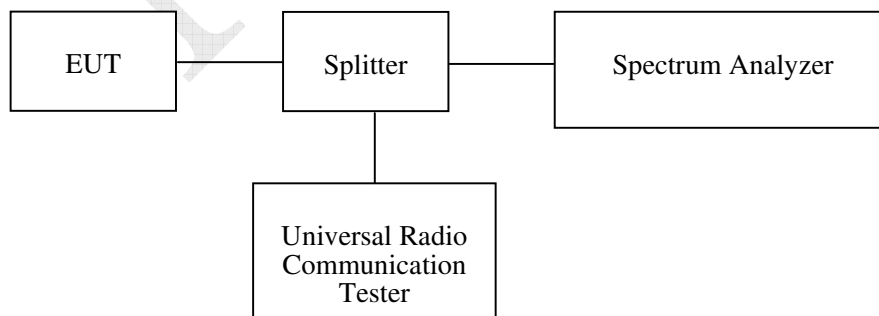 EUT
Splitter
Spectrum Analyzer
Universal Radio
Communication
Tester